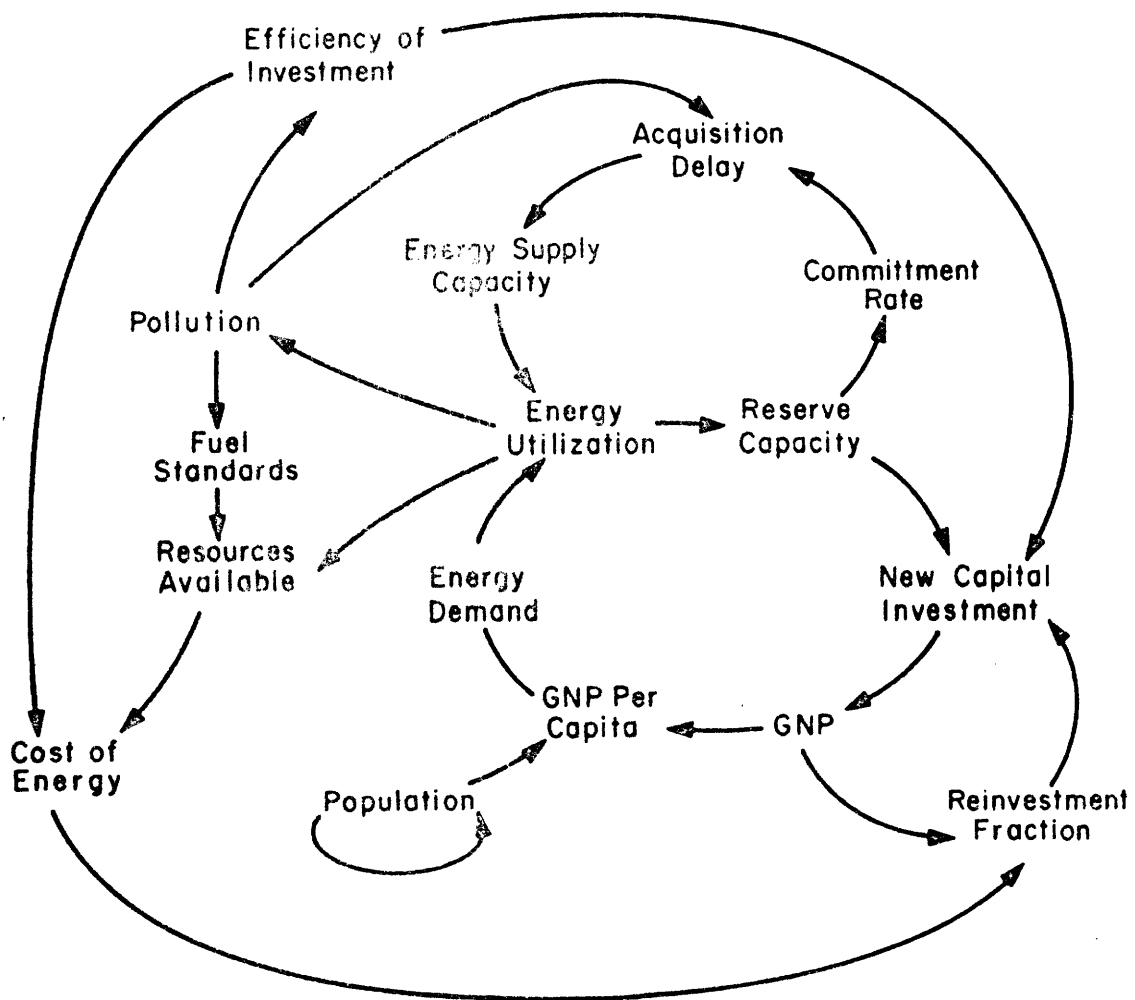 Efficiency of
Investment
Acquisition
Delay
Energy Supply
Capacity
Committment
Rate
Pollution
Energy
Utilization
Reserve
Capacity
Fuel
Standards
Resources
Available
Energy
Demand
New Capital
Investment
GNP Per
Capita
GNP
Cost of
Energy
Population
Reinvestment
Fraction